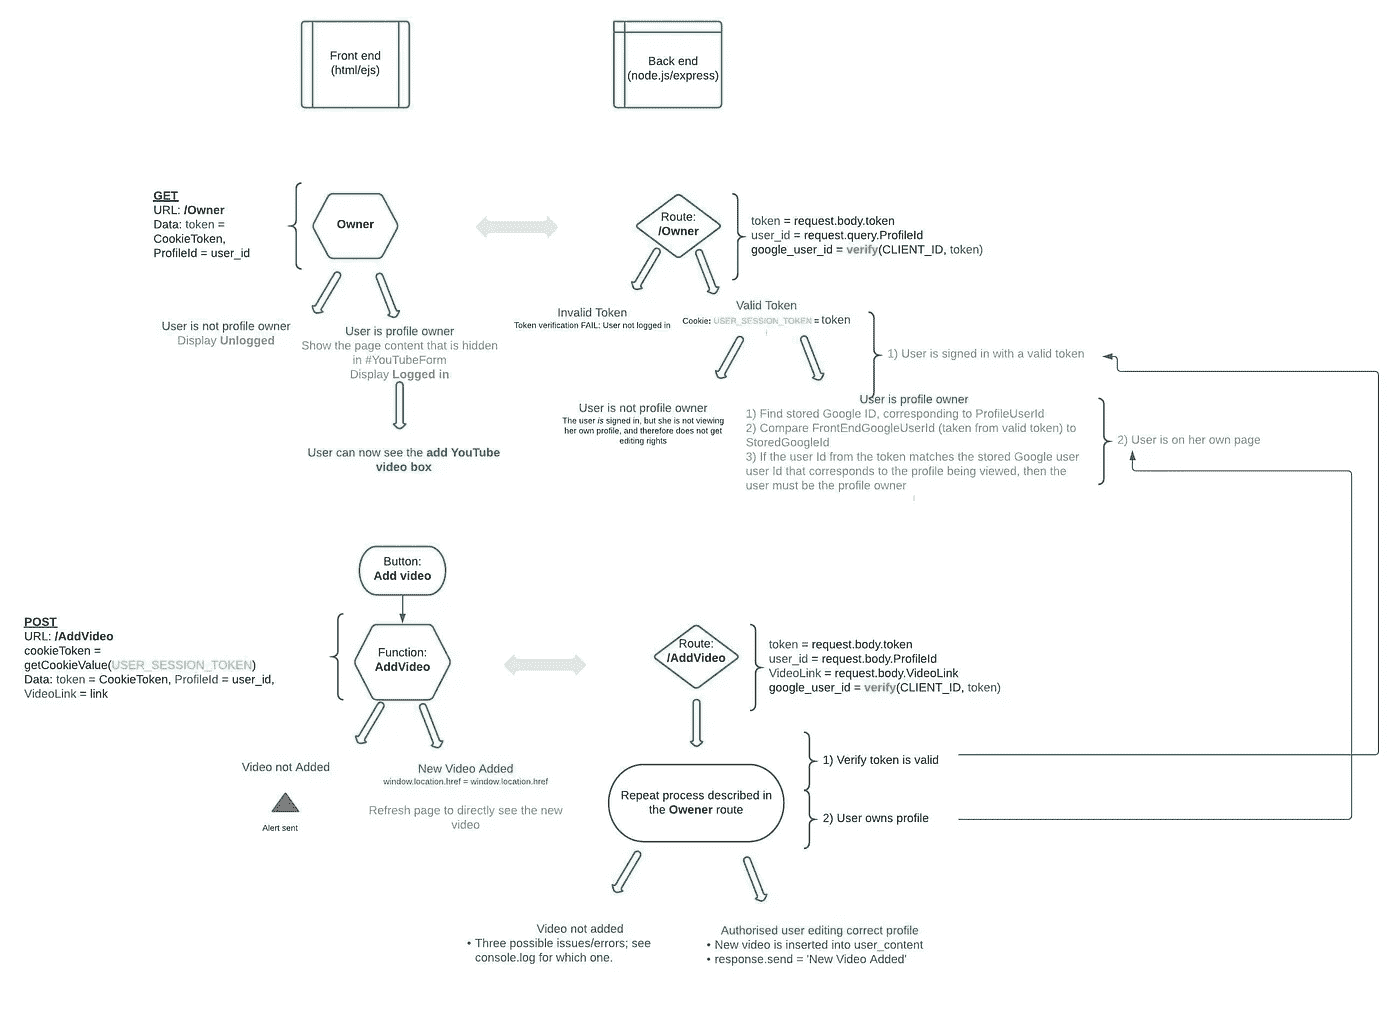 Front end
(html/ejs)
Back end
(node.js/express)
GET
URL: /Owner
Data: token =
CookieToken,
ProfileId = user_id
Owner
Route:
/Owner
token = request.body.token
user_id = request.query.ProfileId
google_user_id = verify(CLIENT_ID, token)
User is not profile owner
Display Unlogged
User is profile owner
Show the page content that is hidden
in #YouTubeForm
Display Logged in
User can now see the add YouTube
video box
Invalid Token
Token verification FAIL: User not logged in
Valid Token
Cookie: USER_SESSION_TOKEN = token
1) User is signed in with a valid token
User is not profile owner
The user is signed in, but she is not viewing
her own profile, and therefore does not get
editing rights
User is profile owner
1) Find stored Google ID, corresponding to ProfileUserId
2) Compare FrontEndGoogleUserId (taken from valid token) to
StoredGoogleId
3) If the user Id from the token matches the stored Google user
user Id that corresponds to the profile being viewed, then the
user must be the profile owner
2) User is on her own page
Button:
Add video
POST
URL: /AddVideo
cookieToken =
getCookieValue(USER_SESSION_TOKEN)
Data: token = CookieToken, ProfileId = user_id,
VideoLink = link
Function:
AddVideo
Route:
/AddVideo
token = request.body.token
user_id = request.body.ProfileId
VideoLink = request.body.VideoLink
google_user_id = verify(CLIENT_ID, token)
Video not Added
Alert sent
New Video Added
window.location.href = window.location.href
Refresh page to directly see the new
video
Repeat process described in
the Owener route
1) Verify token is valid
2) User owns profile
Video not added
• Three possible issues/errors; see
console.log for which one.
Authorised user editing correct profile
• New video is inserted into user_content
• response.send = 'New Video Added'